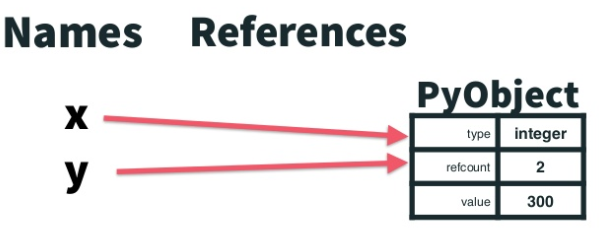 Names References
PyObject
x
type integer
y
refcount 2
value 300